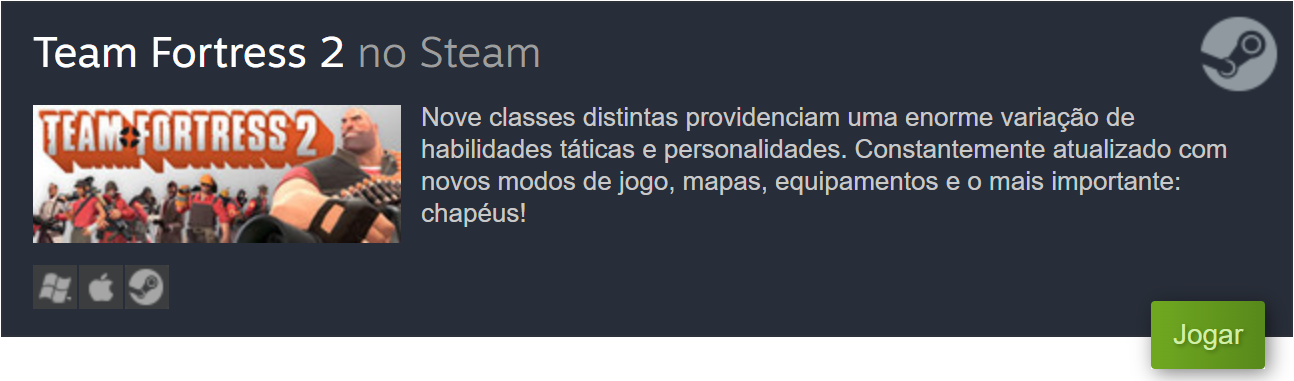 Team Fortress 2 no Steam
TEAM FORTRESS 2
Nove classes distintas providenciam uma enorme variação de
habilidades táticas e personalidades. Constantemente atualizado com
novos modos de jogo, mapas, equipamentos e o mais importante:
chapéus!
Jogar